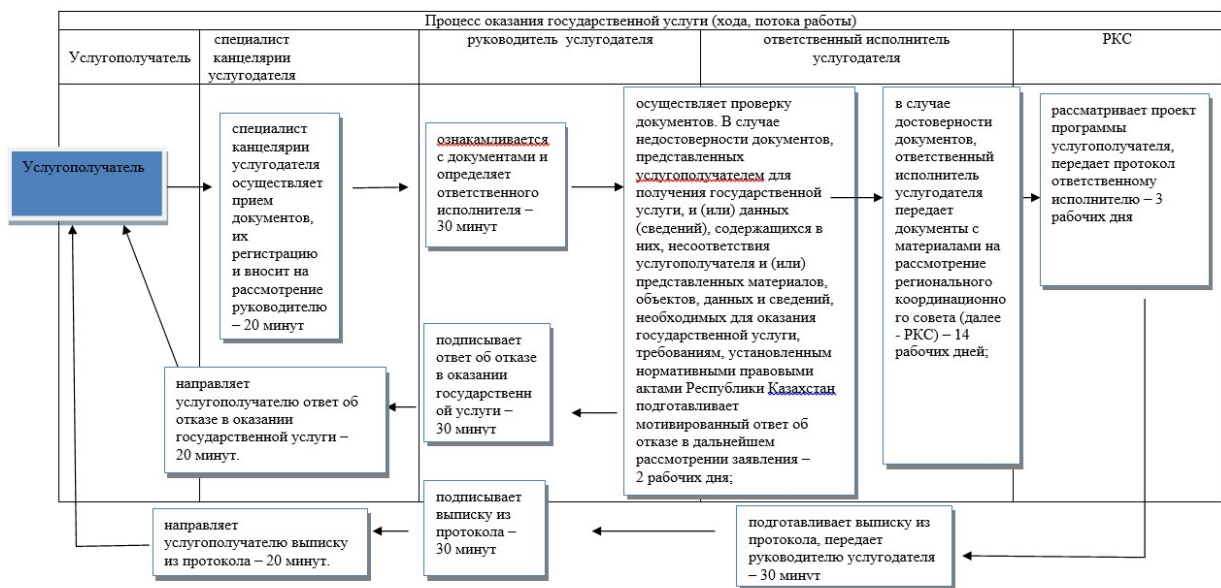 Процесс оказания государственной услуги (хода, потока работы)
Услугополучатель
специалист
канцелярии
услугодателя
руководитель услугодателя
ответственный исполнитель
услугодателя
РКС
Услугополучатель
специалист
канцелярии
услугодателя
осуществляет
прием
документов,
их
регистрацию
и вносит на
рассмотрение
руководителю
– 20 минут
ознакамливается
с документами и
определяет
ответственного
исполнителя –
30 минут
осуществляет проверку
документов. В случае
недостоверности документов,
представленных
услугополучателем для
получения государственной
услуги, и (или) данных
(сведений), содержащихся в
них, несоответствия
услугополучателя и (или)
представленных материалов,
объектов, данных и сведений,
необходимых для оказания
государственной услуги,
требованиям, установленным
нормативными правовыми
актами Республики Казахстан
подготавливает
мотивированный ответ об
отказе в дальнейшем
рассмотрении заявления –
2 рабочих дня;
в случае
достоверности
документов,
ответственный
исполнитель
услугодателя
передает
документы с
материалами на
рассмотрение
регионального
координационно
го совета (далее
- РКС) – 14
рабочих дней;
рассматривает проект
программы
услугополучателя,
передает протокол
ответственному
исполнителю – 3
рабочих дня
подписывает
ответ об отказе
в оказании
государственн
ой услуги –
30 минут
направляет
услугополучателю ответ об
отказе в оказании
государственной услуги –
20 минут.
подписывает
выписку из
протокола –
30 минут
направляет
услугополучателю выписку
из протокола – 20 минут.
подготавливает выписку из
протокола, передает
руководителю услугодателя
– 30 минут